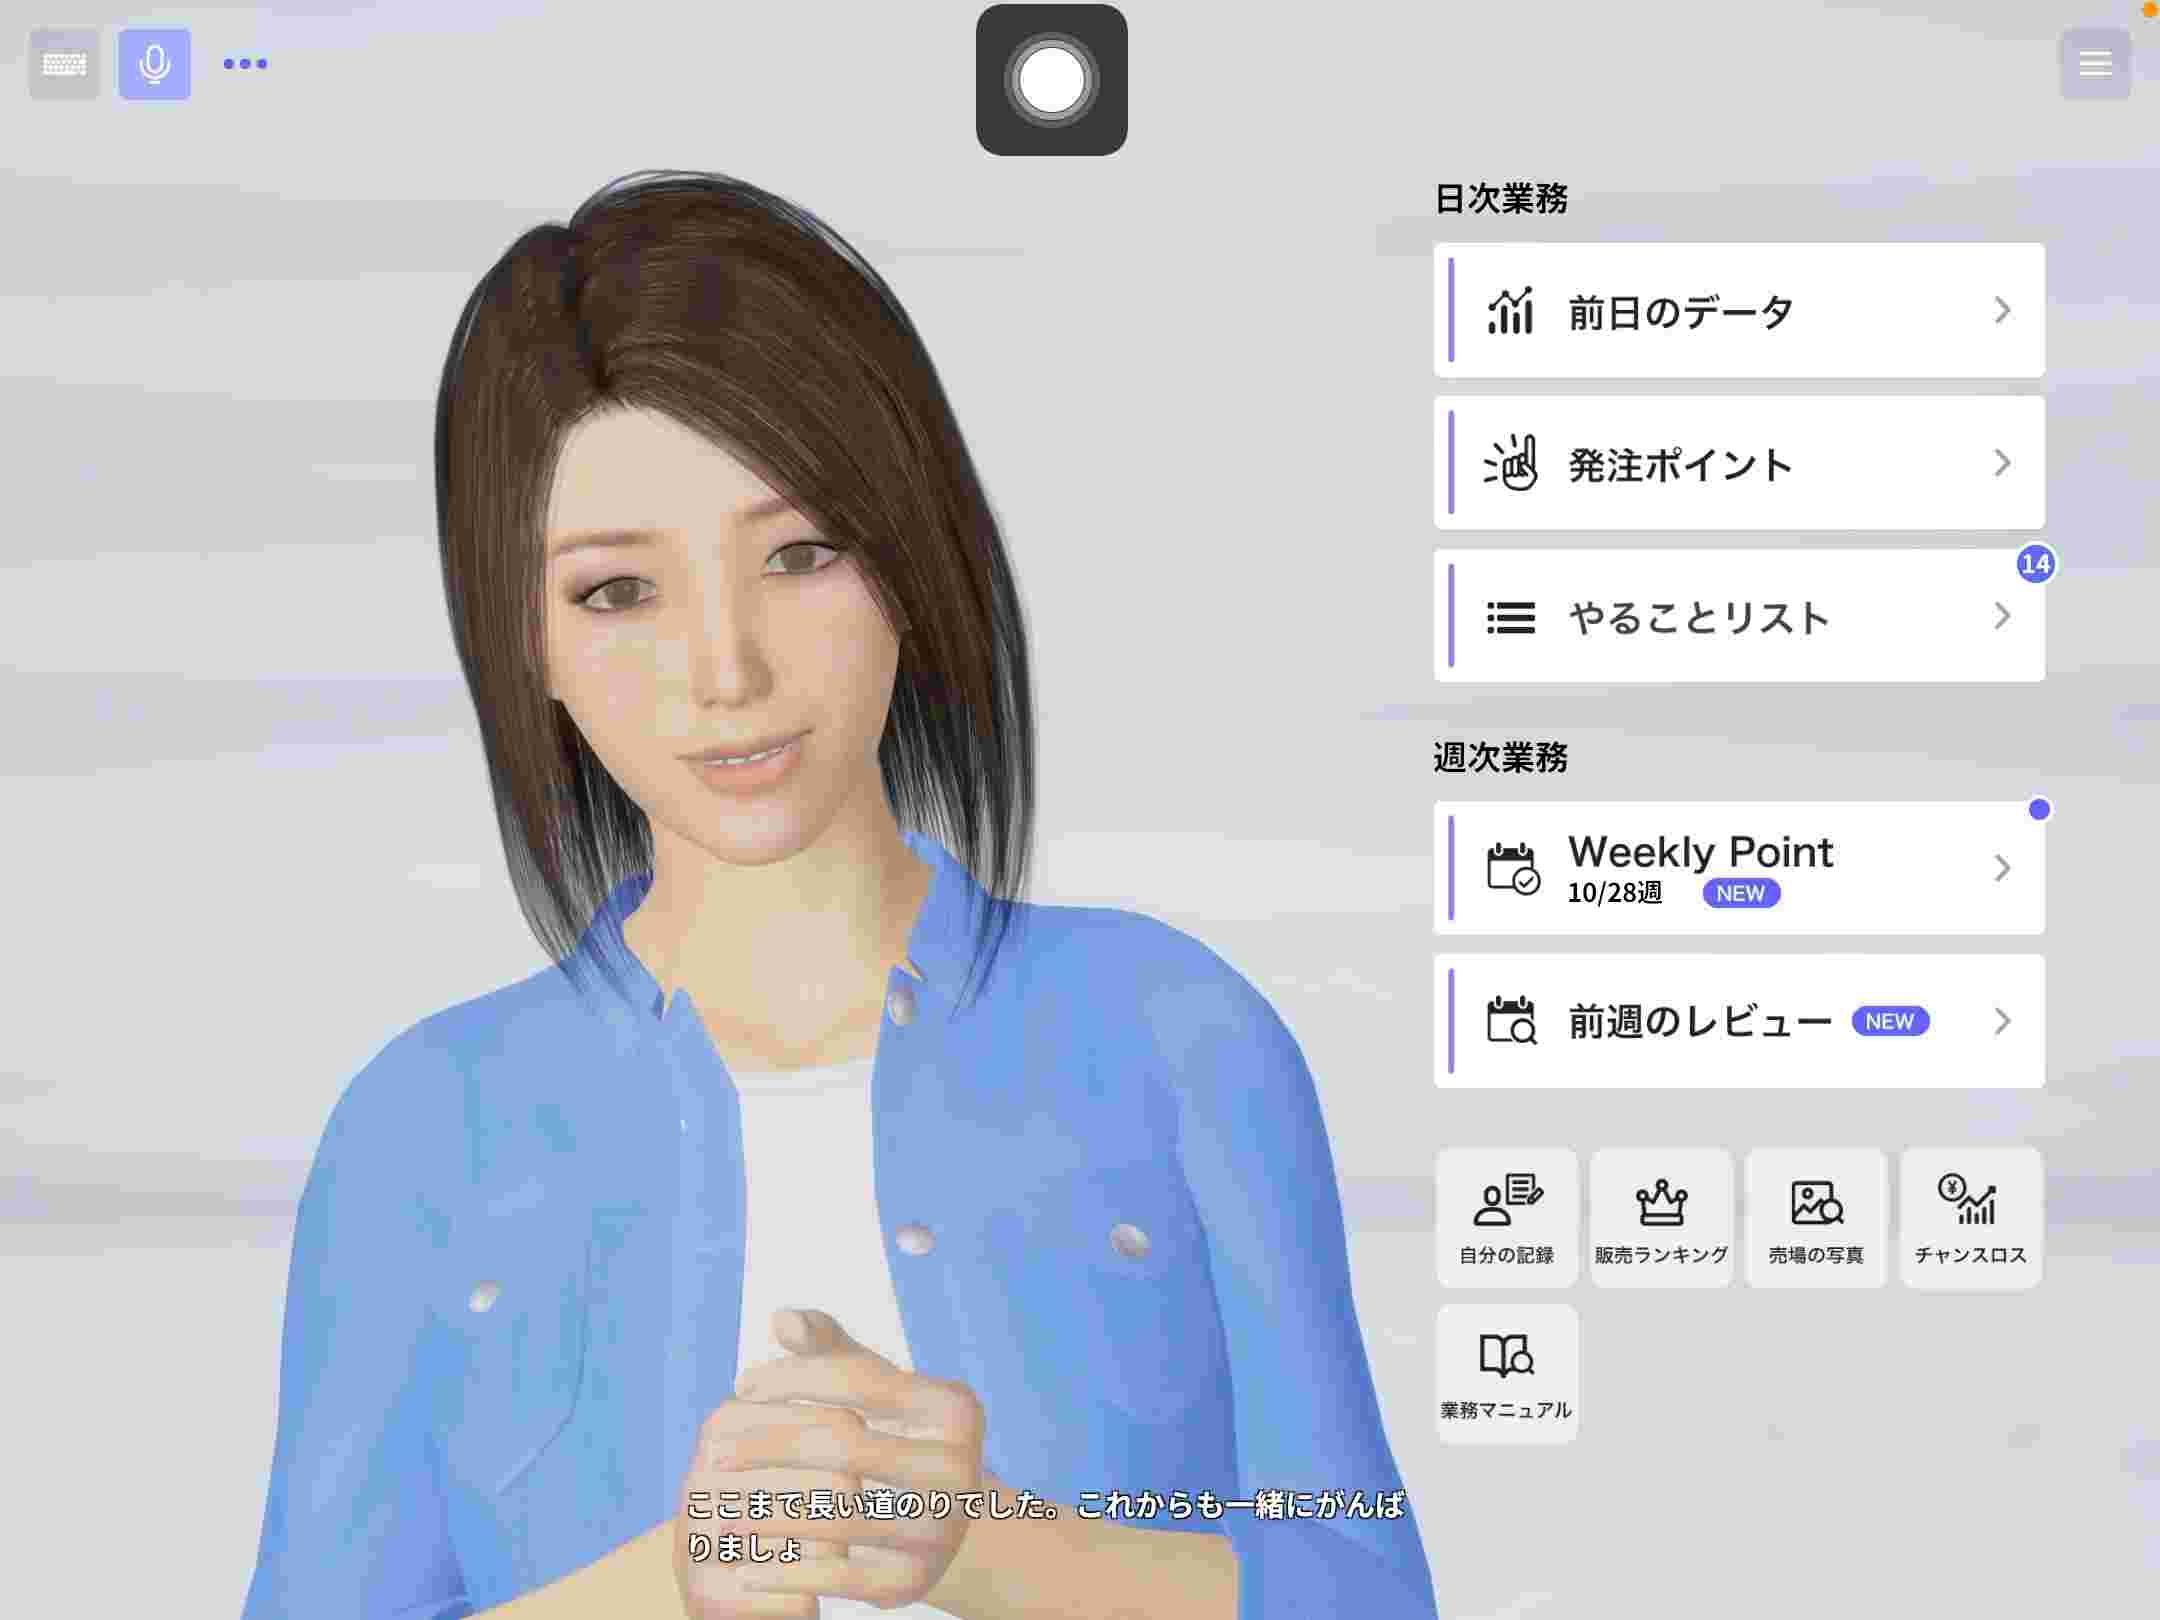 日次業務
前日のデータ
発注ポイント
14
やることリスト
週次業務
Weekly Point
10/28週 NEW
前週のレビュー NEW
自分の記録
販売ランキング
売場の写真
チャンスロス
業務マニュアル
ここまで長い道のりでした。これからも一緒にがんば
りましょ